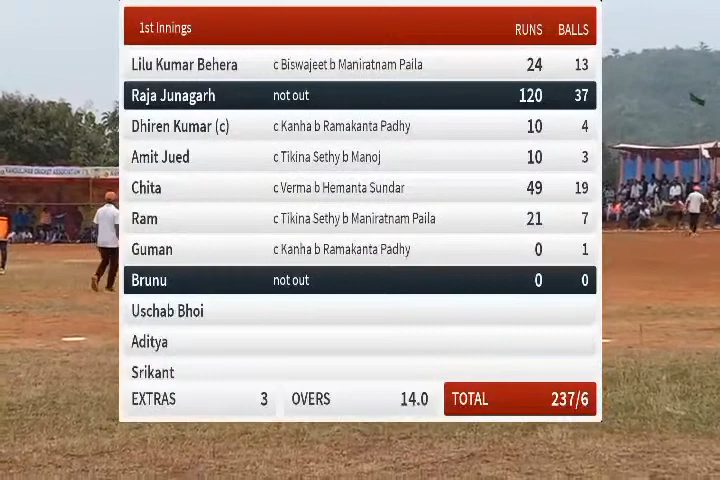 1st Innings RUNS BALLS
Lilu Kumar Behera c Biswajeet b Maniratnam Paila 24 13
Raja Junagarh not out 120 37
Dhiren Kumar (c) c Kanha b Ramakanta Padhy 10 4
Amit Jued c Tikina Sethy b Manoj 10 3
Chita c Verma b Hemanta Sundar 49 19
Ram c Tikina Sethy b Maniratnam Paila 21 7
Guman c Kanha b Ramakanta Padhy 0 1
Brunu not out 0 0
Uschab Bhoi
Aditya
Srikant
EXTRAS 3 OVERS 14.0 TOTAL 237/6